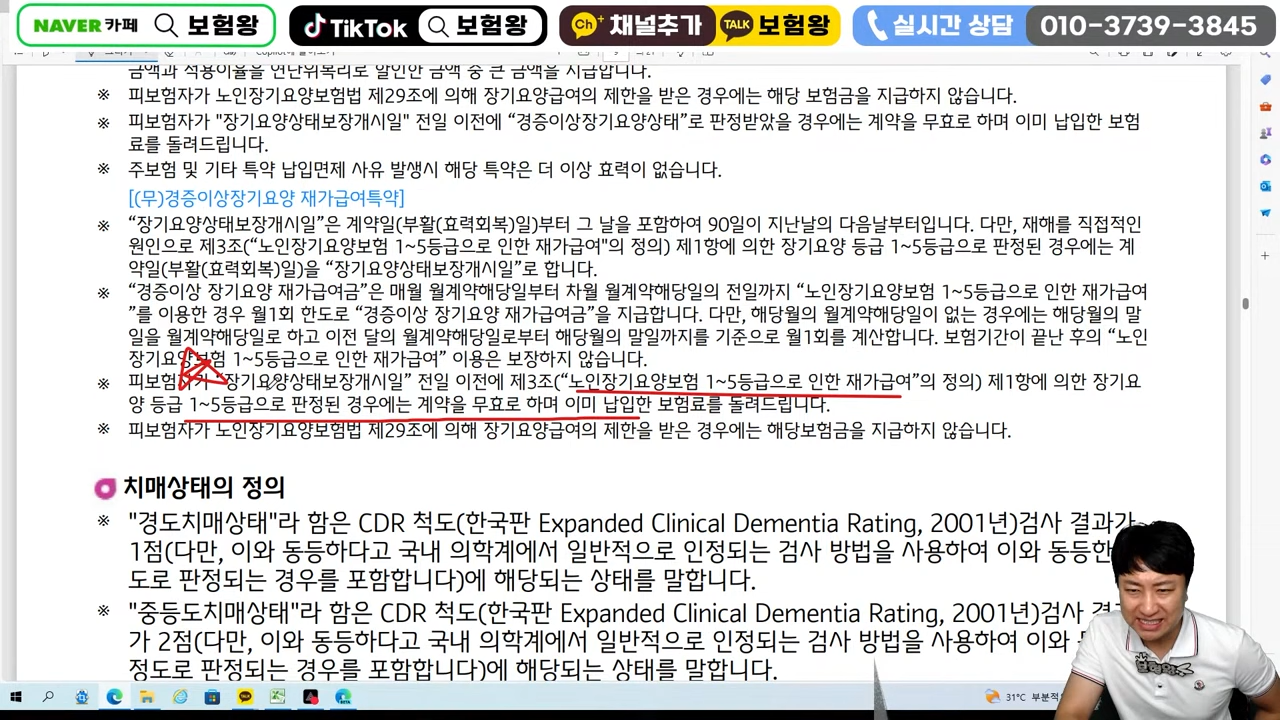 NAVER 카페 보험왕
TikTok 보험왕
Ch+ 채널추가 TALK 보험왕
실시간 상담 010-3739-3845
금액과 적용이율을 연단위복리로 할인한 금액 중 큰 금액을 지급합니다.
※ 피보험자가 노인장기요양보험법 제29조에 의해 장기요양급여의 제한을 받은 경우에는 해당 보험금을 지급하지 않습니다.
※ 피보험자가 "장기요양상태보장개시일" 전일 이전에 “경증이상장기요양상태”로 판정받았을 경우에는 계약을 무효로 하며 이미 납입한 보험
료를 돌려드립니다.
※ 주보험 및 기타 특약 납입면제 사유 발생시 해당 특약은 더 이상 효력이 없습니다.
[(무)경증이상장기요양 재가급여특약]
※ “장기요양상태보장개시일”은 계약일(부활(효력회복)일)부터 그 날을 포함하여 90일이 지난날의 다음날부터입니다. 다만, 재해를 직접적인
원인으로 제3조(“노인장기요양보험 1~5등급으로 인한 재가급여"의 정의) 제1항에 의한 장기요양 등급 1~5등급으로 판정된 경우에는 계
약일(부활(효력회복)일)을 “장기요양상태보장개시일”로 합니다.
※ “경증이상 장기요양 재가급여금”은 매월 월계약해당일부터 차월 월계약해당일의 전일까지 “노인장기요양보험 1~5등급으로 인한 재가급여
”를 이용한 경우 월1회 한도로 “경증이상 장기요양 재가급여금”을 지급합니다. 다만, 해당월의 월계약해당일이 없는 경우에는 해당월의 말
일을 월계약해당일로 하고 이전 달의 월계약해당일로부터 해당월의 말일까지를 기준으로 월1회를 계산합니다. 보험기간이 끝난 후의 “노인
장기요양보험 1~5등급으로 인한 재가급여” 이용은 보장하지 않습니다.
※ 피보험 “장기요양상태보장개시일” 전일 이전에 제3조(“노인장기요양보험 1~5등급으로 인한 재가급여”의 정의) 제1항에 의한 장기요
양 등급 1~5등급으로 판정된 경우에는 계약을 무효로 하며 이미 납입한 보험료를 돌려드립니다.
※ 피보험자가 노인장기요양보험법 제29조에 의해 장기요양급여의 제한을 받은 경우에는 해당보험금을 지급하지 않습니다.
치매상태의 정의
※ "경도치매상태"라 함은 CDR 척도(한국판 Expanded Clinical Dementia Rating, 2001년)검사 결과가
1점(다만, 이와 동등하다고 국내 의학계에서 일반적으로 인정되는 검사 방법을 사용하여 이와 동등한
도로 판정되는 경우를 포함합니다)에 해당되는 상태를 말합니다.
※ "중등도치매상태"라 함은 CDR 척도(한국판 Expanded Clinical Dementia Rating, 2001년)검사
가 2점(다만, 이와 동등하다고 국내 의학계에서 일반적으로 인정되는 검사 방법을 사용하여 이와
정도로 판정되는 경우를 포함합니다)에 해당되는 상태를 말합니다.
보험왕
31°C 부분적